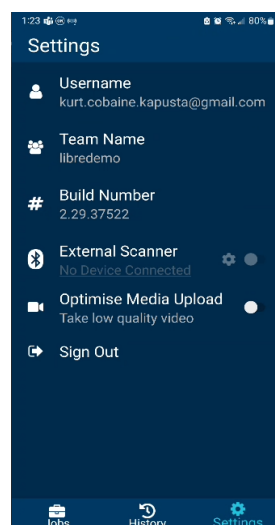 1:23
80%
Settings
Username
kurt.cobaine.kapusta@gmail.com
Team Name
libredemo
Build Number
2.29.37522
External Scanner
No Device Connected
Optimise Media Upload
Take low quality video
Sign Out
Jobs
History
Settings